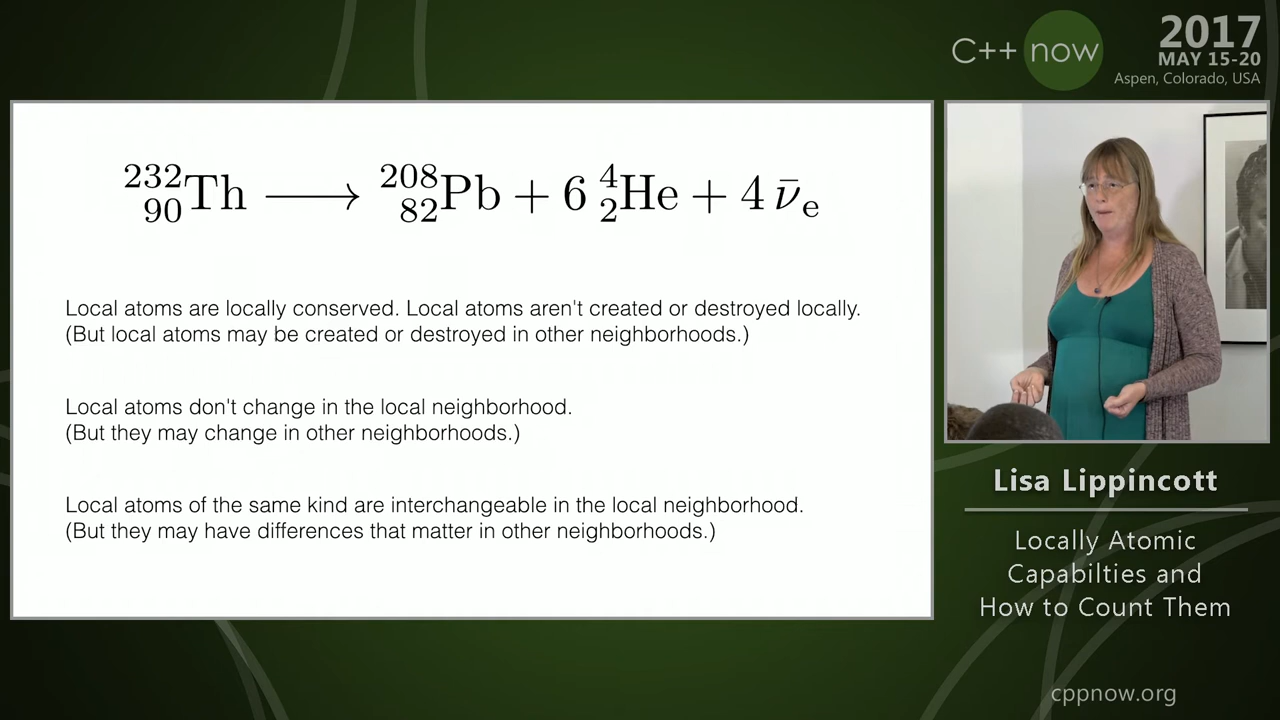 C++ now
2017
MAY 15-20
Aspen, Colorado, USA
²³²₉₀Th ⟶ ²⁰⁸₈₂Pb + 6 ⁴₂He + 4 ν̄ₑ
Local atoms are locally conserved. Local atoms aren't created or destroyed locally.
(But local atoms may be created or destroyed in other neighborhoods.)
Local atoms don't change in the local neighborhood.
(But they may change in other neighborhoods.)
Local atoms of the same kind are interchangeable in the local neighborhood.
(But they may have differences that matter in other neighborhoods.)
Lisa Lippincott
Locally Atomic
Capabilties and
How to Count Them
cppnow.org